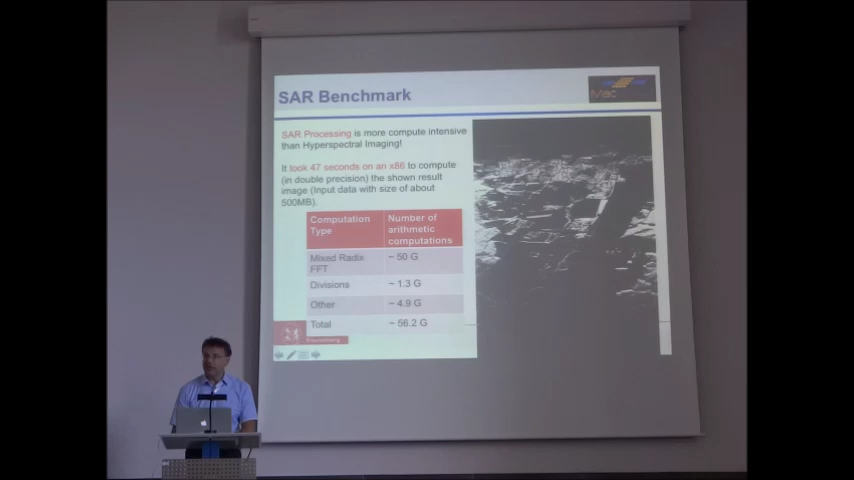 SAR Benchmark
SAR Processing is more compute intensive
than Hyperspectral Imaging!
It took 47 seconds on an x86 to compute
(in double precision) the shown result
image (Input data with size of about
500MB).
Computation Type
Number of arithmetic computations
Mixed Radix FFT
~ 50 G
Divisions
~ 1.3 G
Other
~ 4.9 G
Total
~ 56.2 G